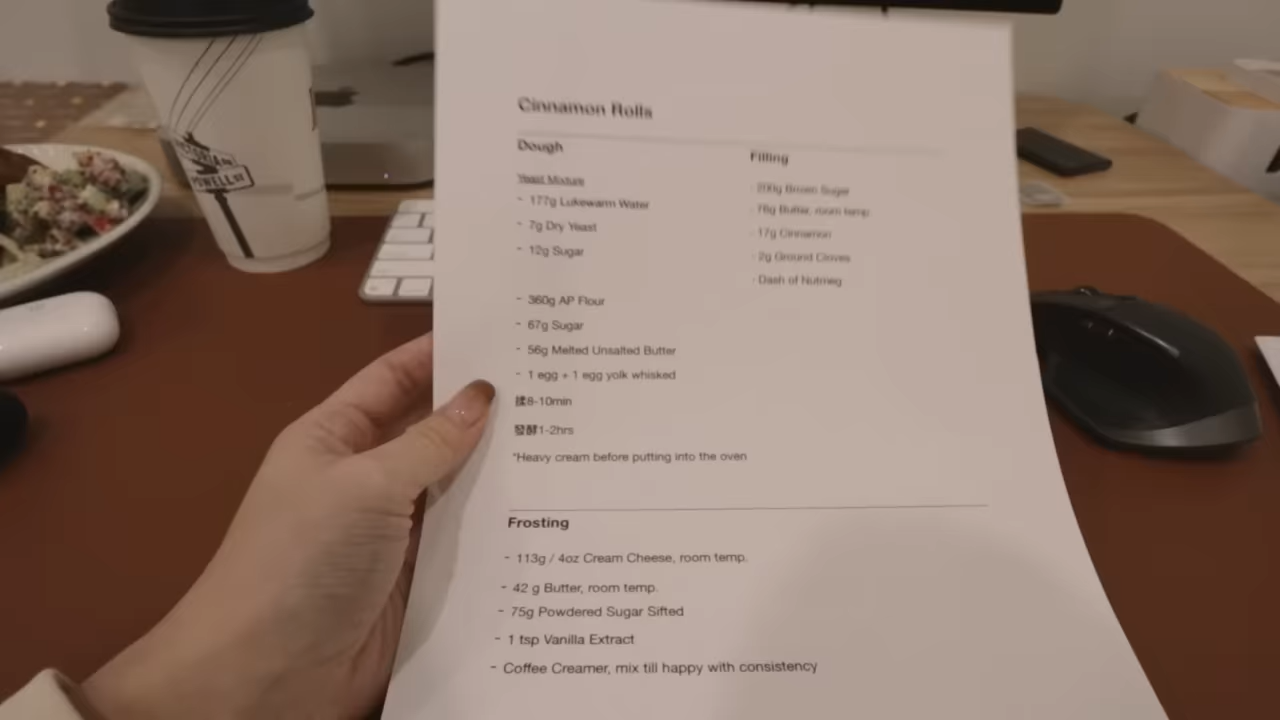 Cinnamon Rolls
Dough
Yeast Mixture
- 177g Lukewarm Water
- 7g Dry Yeast
- 12g Sugar
- 360g AP Flour
- 67g Sugar
- 56g Melted Unsalted Butter
- 1 egg + 1 egg yolk whisked
揉8-10min
發酵1-2hrs
*Heavy cream before putting into the oven
Filling
- 200g Brown Sugar
- Butter, room temp
- 17g Cinnamon
- 2g Ground Cloves
- Dash of Nutmeg
Frosting
- 113g / 4oz Cream Cheese, room temp.
- 42 g Butter, room temp.
- 75g Powdered Sugar Sifted
- 1 tsp Vanilla Extract
- Coffee Creamer, mix till happy with consistency
POWELL ST